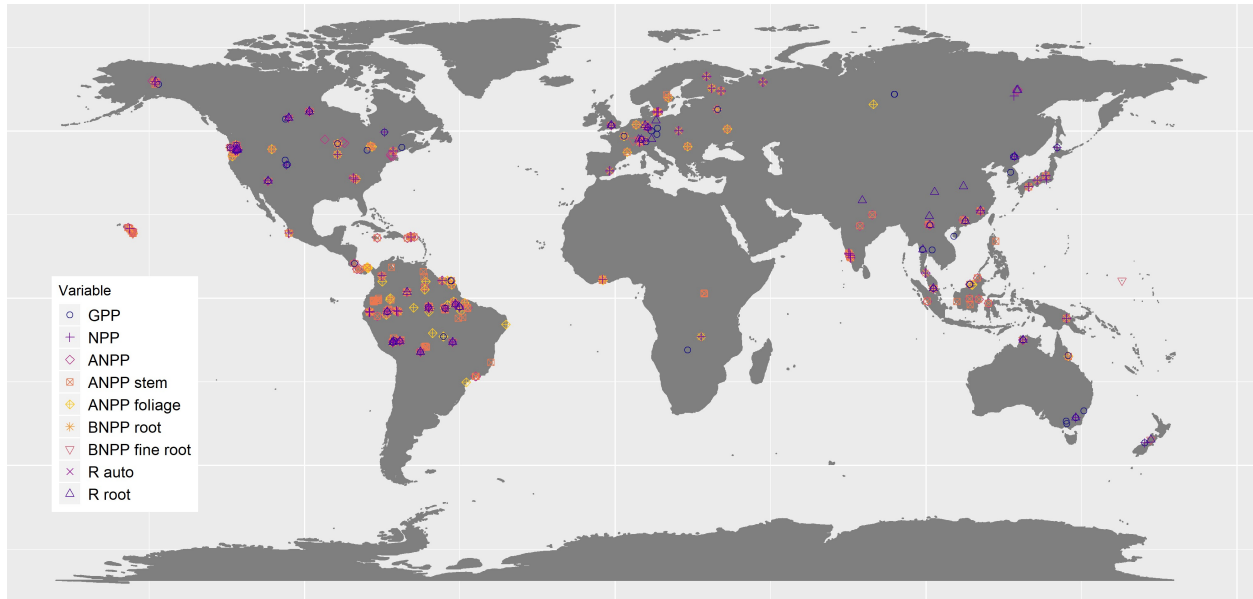 Variable
GPP
NPP
ANPP
ANPP stem
ANPP foliage
BNPP root
BNPP fine root
R auto
R root